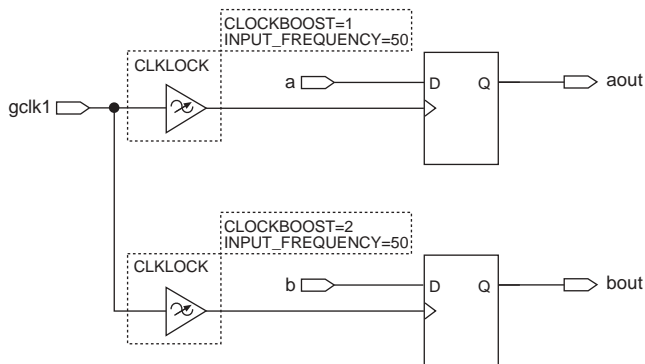 CLOCKBOOST=1
INPUT_FREQUENCY=50
CLKLOCK
a
D
Q
aout
gclk1
CLOCKBOOST=2
INPUT_FREQUENCY=50
CLKLOCK
b
D
Q
bout